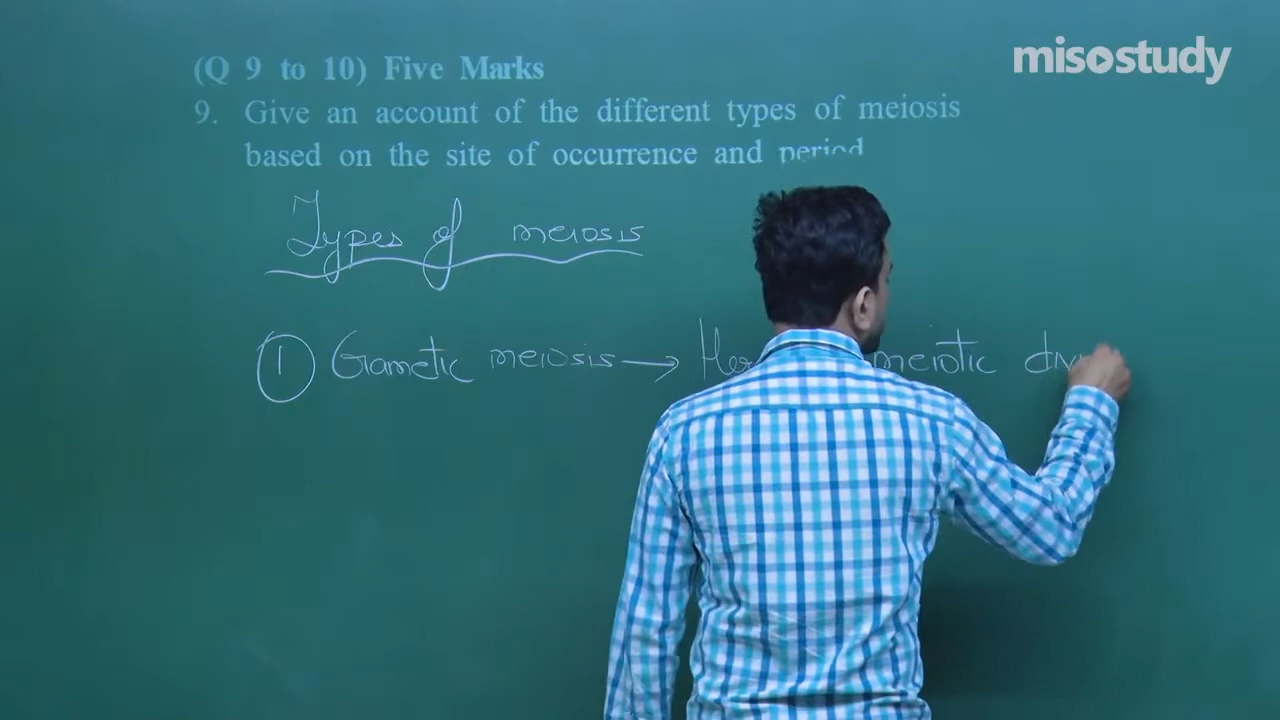 misostudy
(Q 9 to 10) Five Marks
9. Give an account of the different types of meiosis
based on the site of occurrence and period
Types of meiosis
1 Gametic meiosis → meiotic